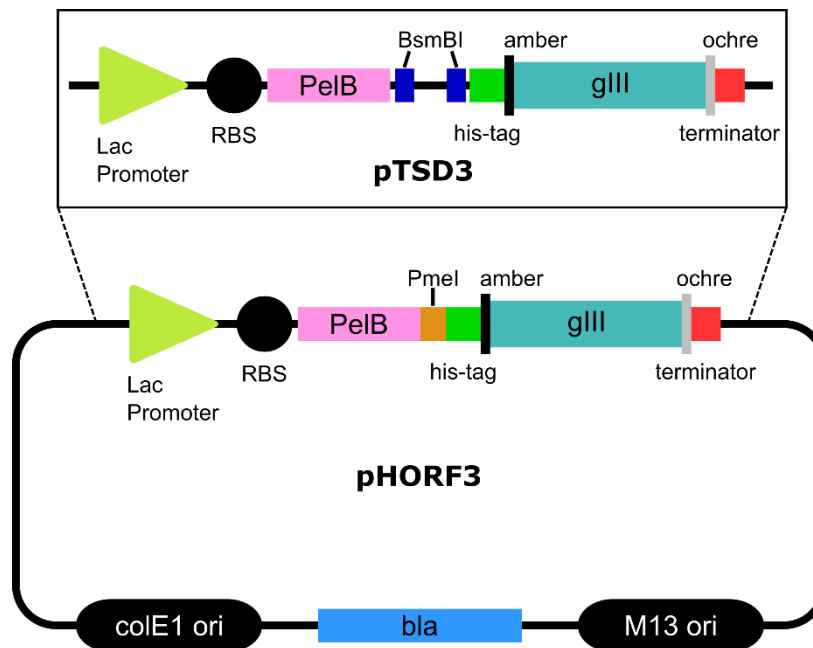 BsmBI
amber
ochre
PelB
gIII
Lac
Promoter
RBS
his-tag
terminator
pTSD3
PmeI
amber
ochre
PelB
gIII
Lac
Promoter
RBS
his-tag
terminator
pHORF3
colE1 ori
bla
M13 ori